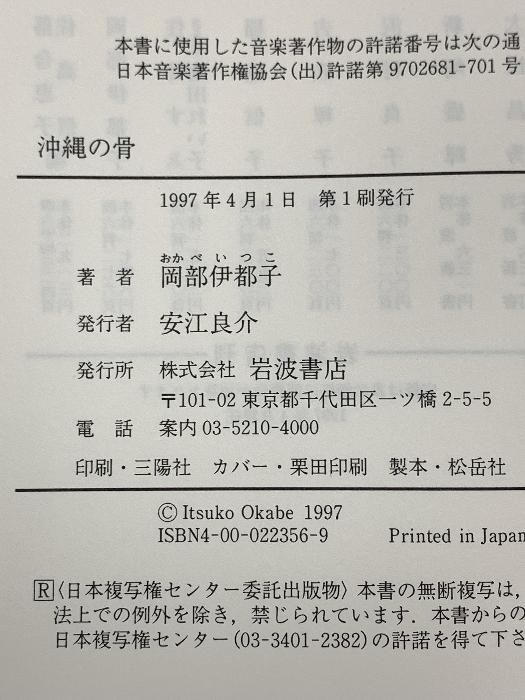 本書に使用した音楽著作物の許諾番号は次の通
日本音楽著作権協会(出)許諾第9702681-701号
沖縄の骨
1997年4月1日 第1刷発行
おかべいつこ
著者 岡部伊都子
発行者 安江良介
発行所 株式会社 岩波書店
〒101-02 東京都千代田区一ツ橋2-5-5
電話 案内03-5210-4000
印刷・三陽社 カバー・栗田印刷 製本・松岳社
© Itsuko Okabe 1997
ISBN4-00-022356-9 Printed in Japan
Ⓡ〈日本複写権センター委託出版物〉本書の無断複写は,
法上での例外を除き,禁じられています.本書からの
日本複写権センター(03-3401-2382)の許諾を得て下さ